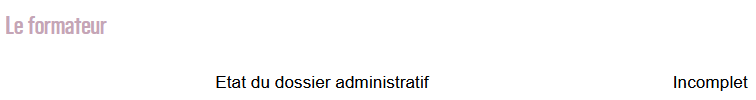 Le formateur
Etat du dossier administratif Incomplet